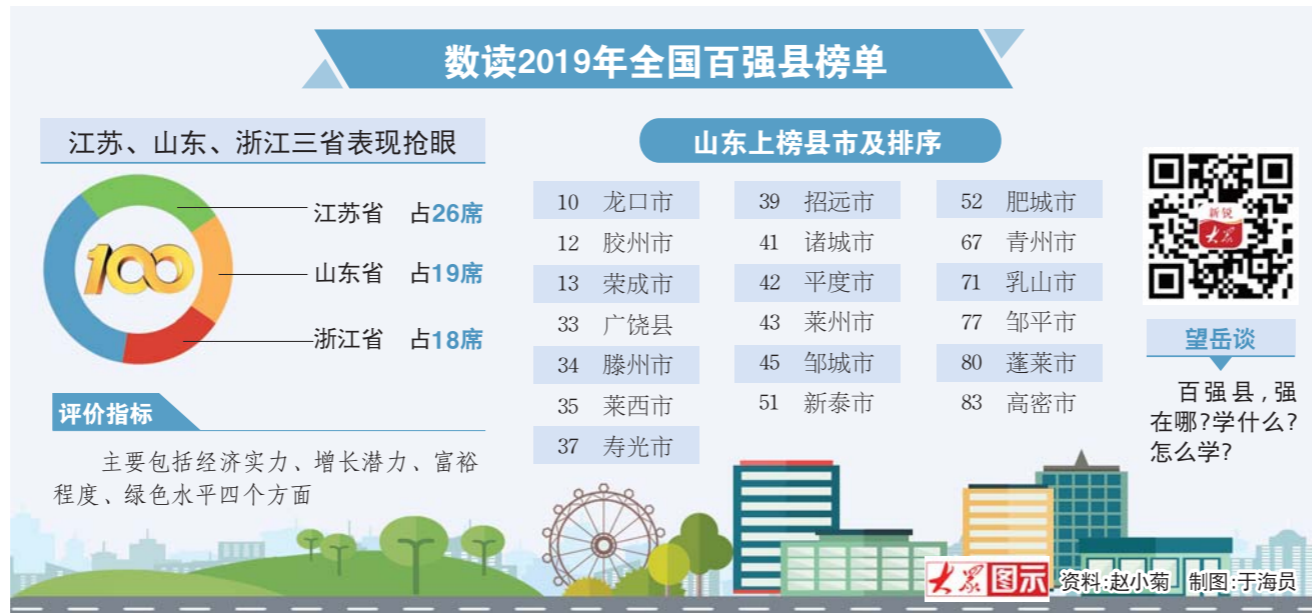 数读2019年全国百强县榜单
江苏、山东、浙江三省表现抢眼
100
江苏省 占26席
山东省 占19席
浙江省 占18席
评价指标
主要包括经济实力、增长潜力、富裕
程度、绿色水平四个方面
山东上榜县市及排序
10 龙口市
12 胶州市
13 荣成市
33 广饶县
34 滕州市
35 莱西市
37 寿光市
39 招远市
41 诸城市
42 平度市
43 莱州市
45 邹城市
51 新泰市
52 肥城市
67 青州市
71 乳山市
77 邹平市
80 蓬莱市
83 高密市
新锐
大众
望岳谈
百强县,强
在哪?学什么?
怎么学?
大众图示 资料:赵小菊 制图:于海员